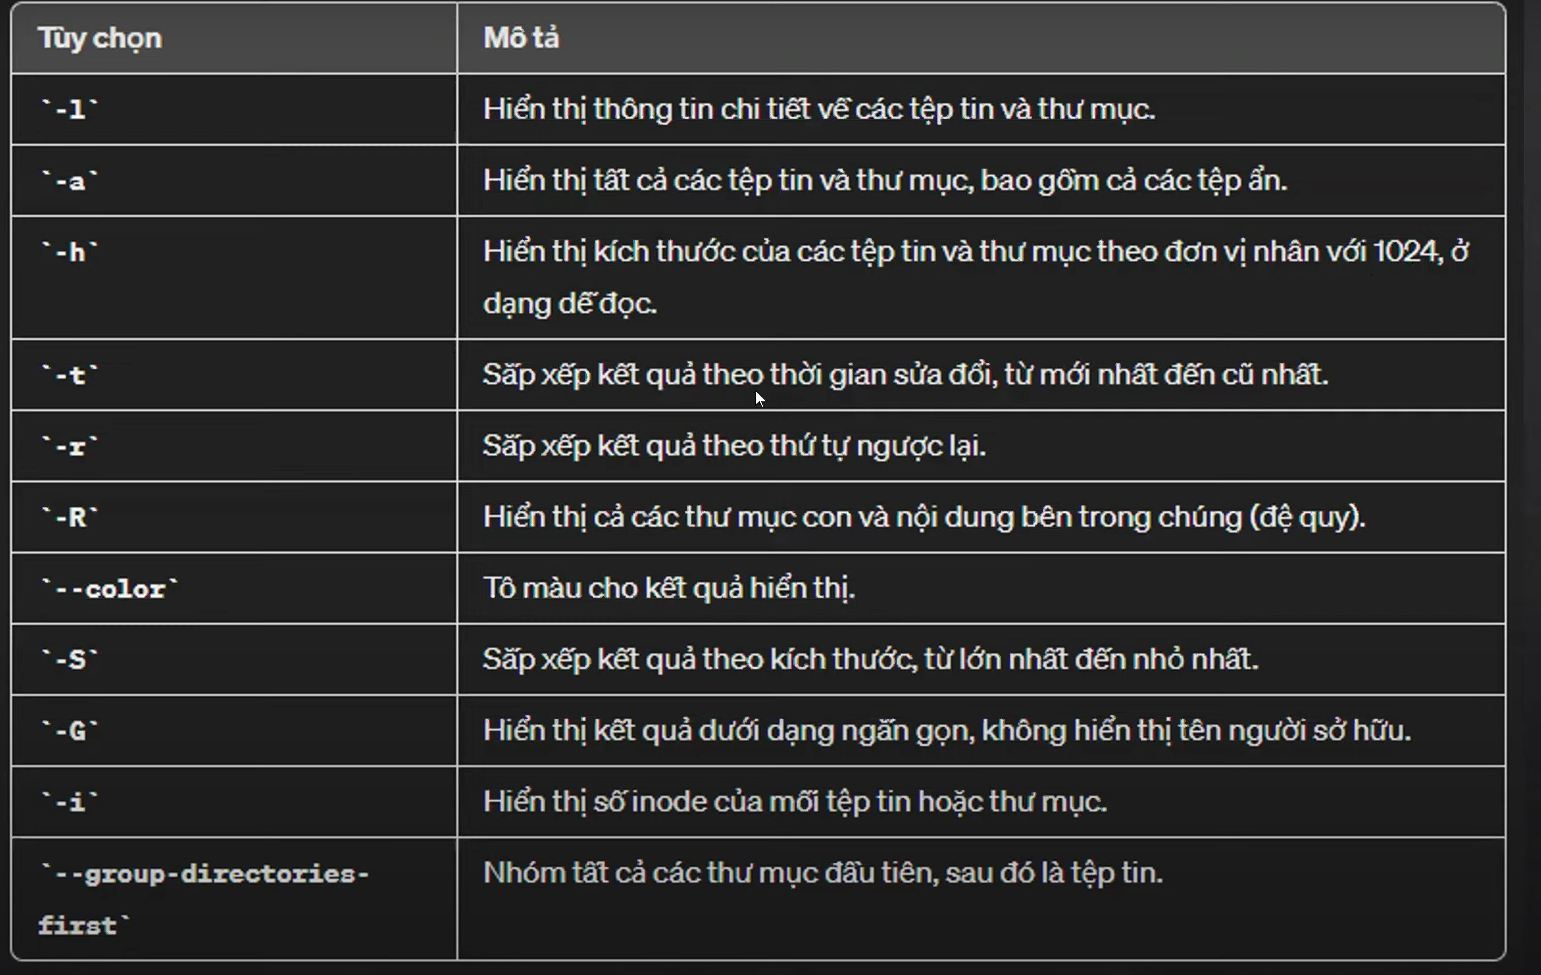 Tùy chọn
Mô tả
`-l`
Hiển thị thông tin chi tiết về các tệp tin và thư mục.
`-a`
Hiển thị tất cả các tệp tin và thư mục, bao gồm cả các tệp ẩn.
`-h`
Hiển thị kích thước của các tệp tin và thư mục theo đơn vị nhân với 1024, ở
dạng dễ đọc.
`-t`
Sắp xếp kết quả theo thời gian sửa đổi, từ mới nhất đến cũ nhất.
`-r`
Sắp xếp kết quả theo thứ tự ngược lại.
`-R`
Hiển thị cả các thư mục con và nội dung bên trong chúng (đệ quy).
`--color`
Tô màu cho kết quả hiển thị.
`-S`
Sắp xếp kết quả theo kích thước, từ lớn nhất đến nhỏ nhất.
`-G`
Hiển thị kết quả dưới dạng ngắn gọn, không hiển thị tên người sở hữu.
`-i`
Hiển thị số inode của mỗi tệp tin hoặc thư mục.
`--group-directories-
first`
Nhóm tất cả các thư mục đầu tiên, sau đó là tệp tin.